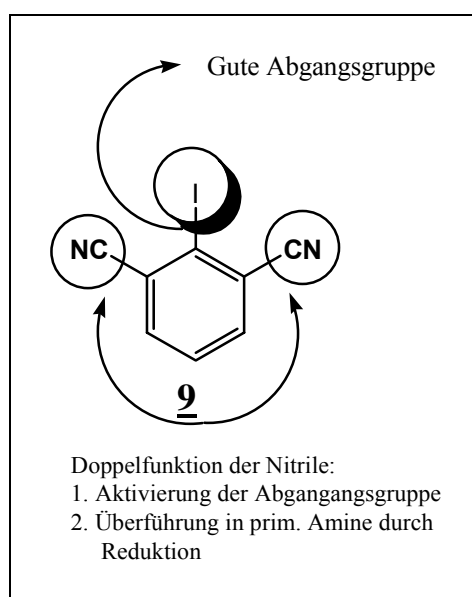 Gute Abgangsgruppe
I
NC CN
9
Doppelfunktion der Nitrile:
1. Aktivierung der Abgangangsgruppe
2. Überführung in prim. Amine durch
Reduktion